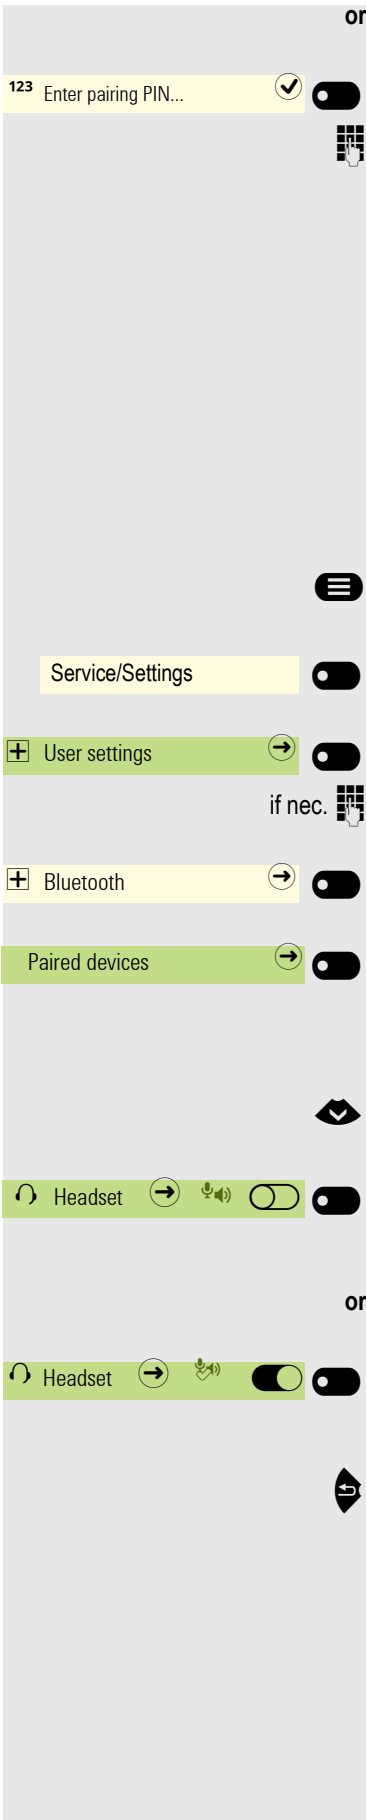 or
123 Enter pairing PIN...
Service/Settings
User settings
if nec.
Bluetooth
Paired devices
Headset
or
Headset